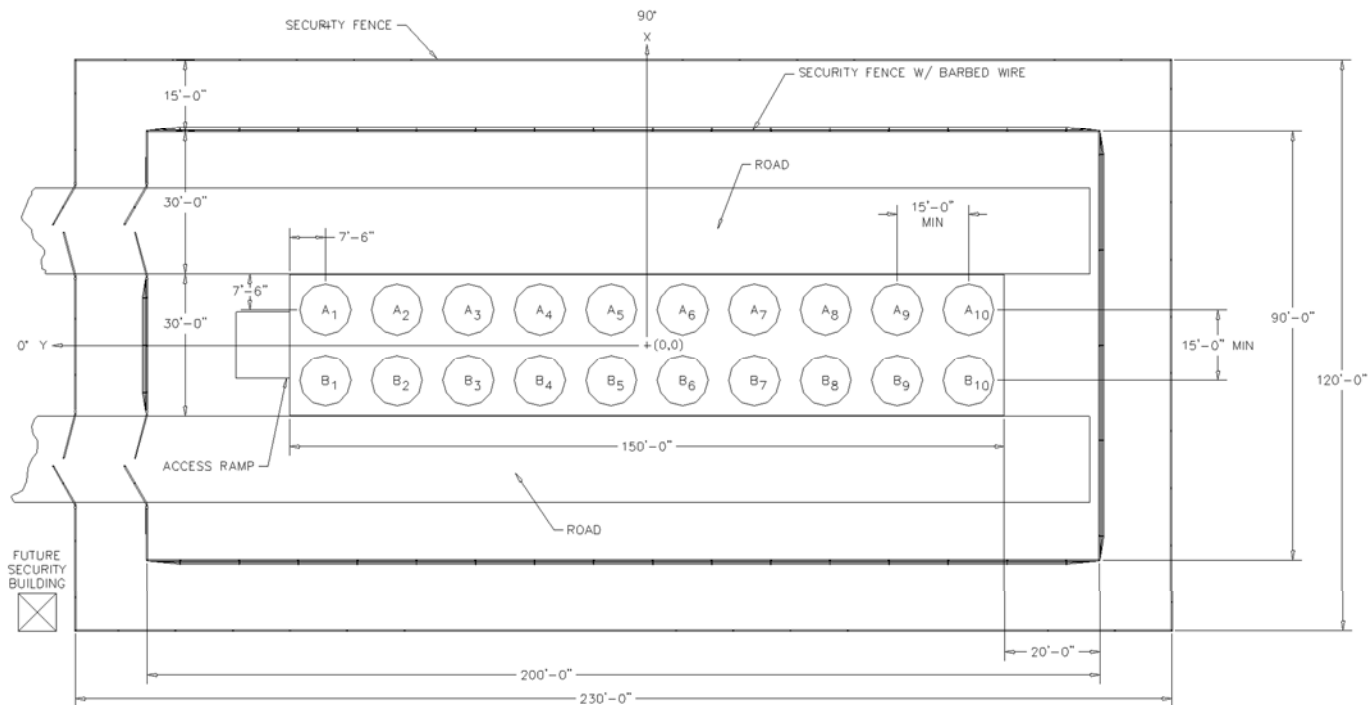 90°
X
SECURITY FENCE
SECURITY FENCE W/ BARBED WIRE
15'-0"
ROAD
30'-0"
15'-0"
MIN
7'-6"
7'-6"
A1 A2 A3 A4 A5 A6 A7 A8 A9 A10
30'-0"
90'-0"
0° Y
+(0,0)
15'-0" MIN
120'-0"
B1 B2 B3 B4 B5 B6 B7 B8 B9 B10
150'-0"
ACCESS RAMP
ROAD
FUTURE
SECURITY
BUILDING
20'-0"
200'-0"
230'-0"